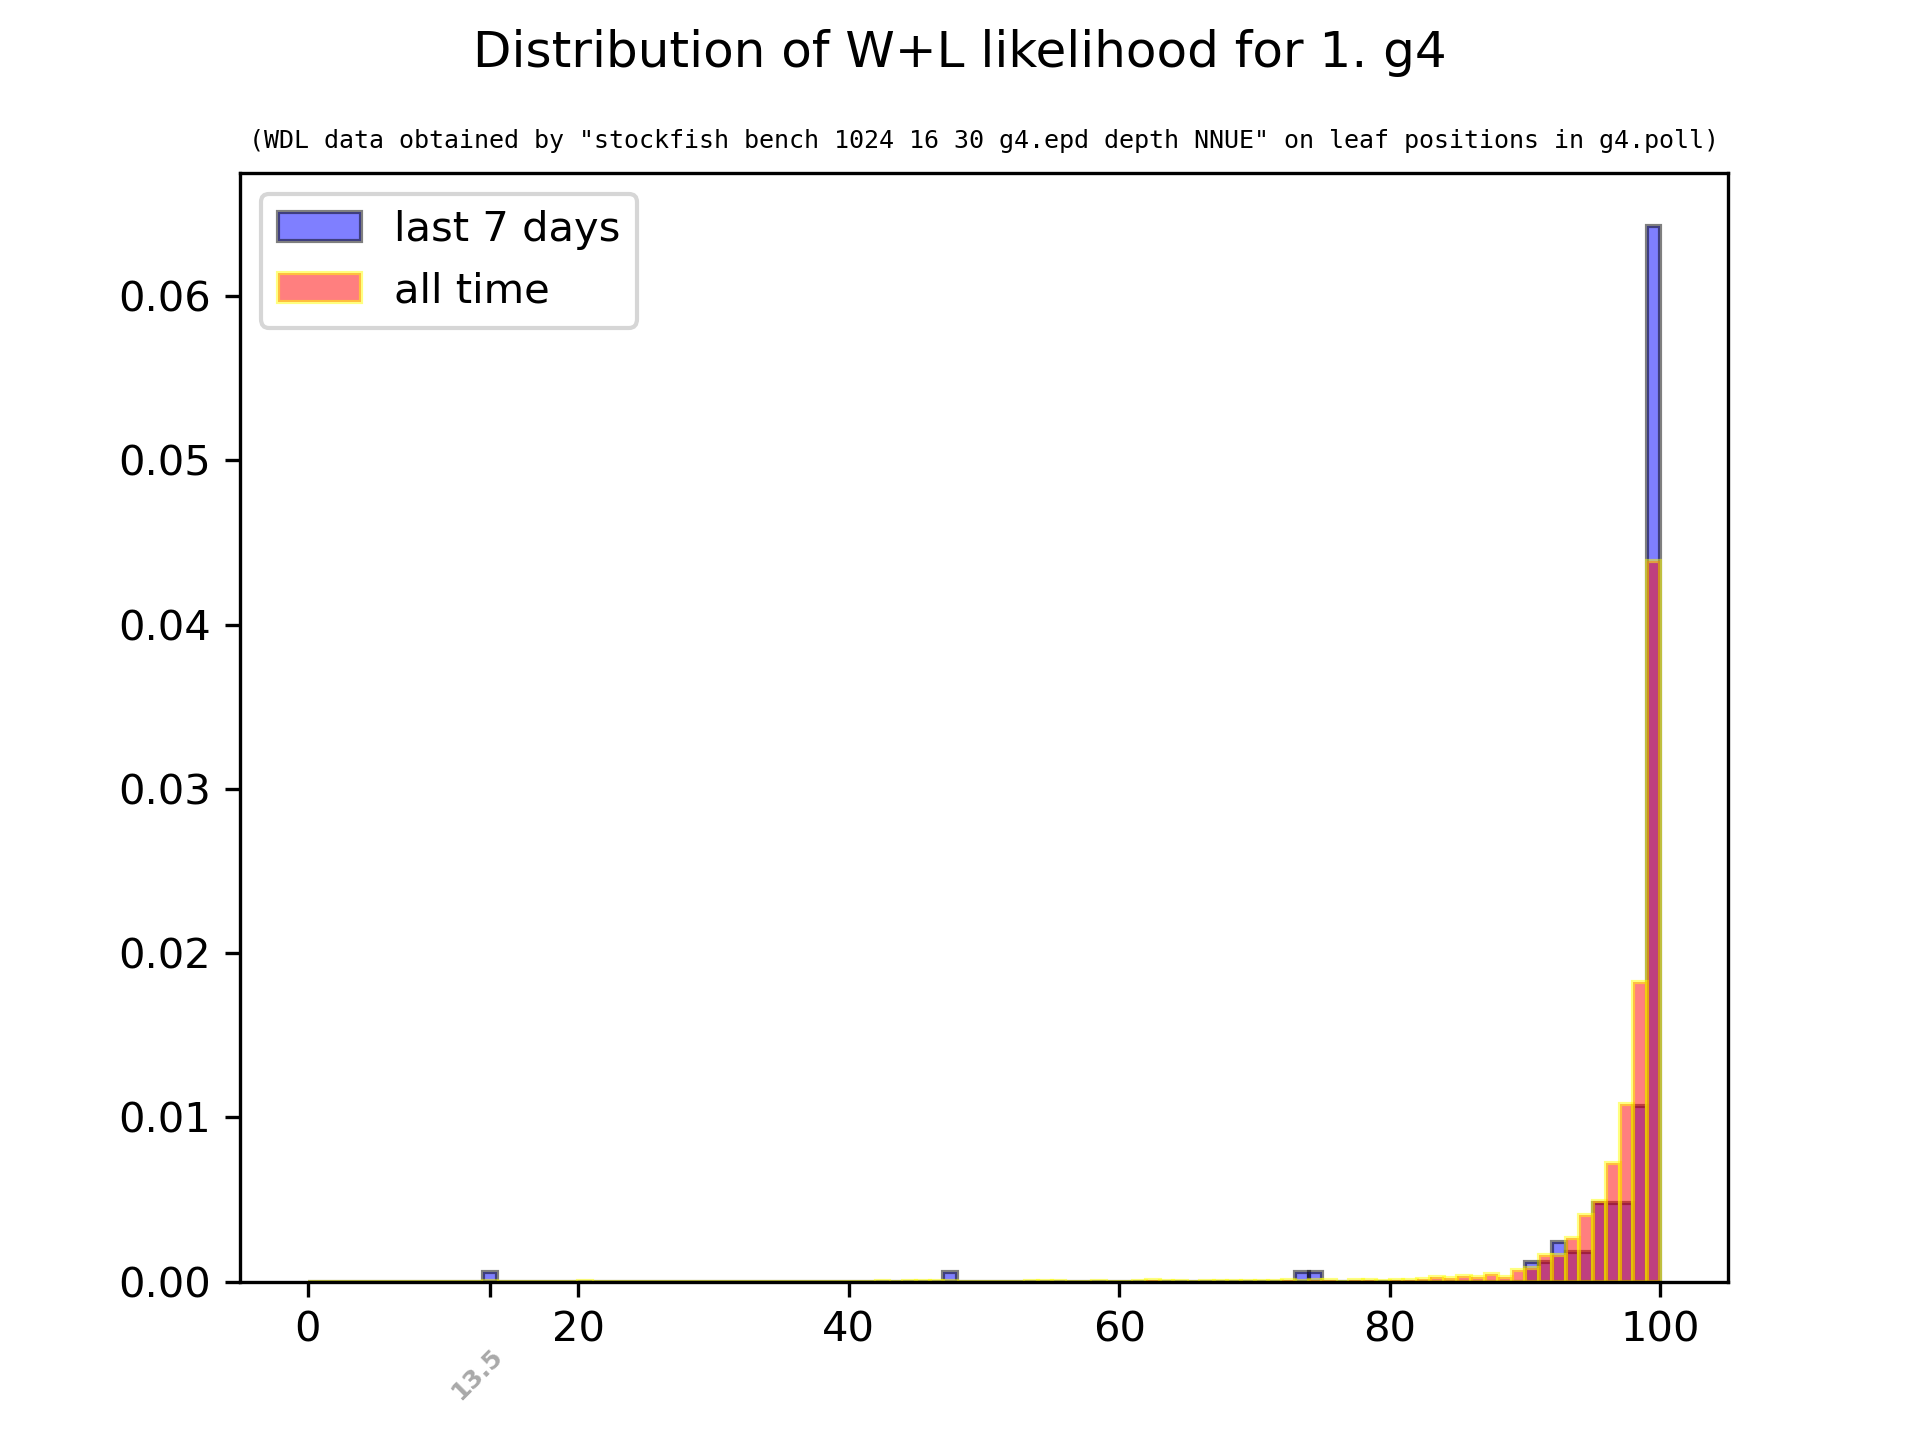 Distribution of W+L likelihood for 1. g4
(WDL data obtained by "stockfish bench 1024 16 30 g4.epd depth NNUE" on leaf positions in g4.poll)
last 7 days
all time
0.06
0.05
0.04
0.03
0.02
0.01
0.00
0 20 40 60 80 100
13.5